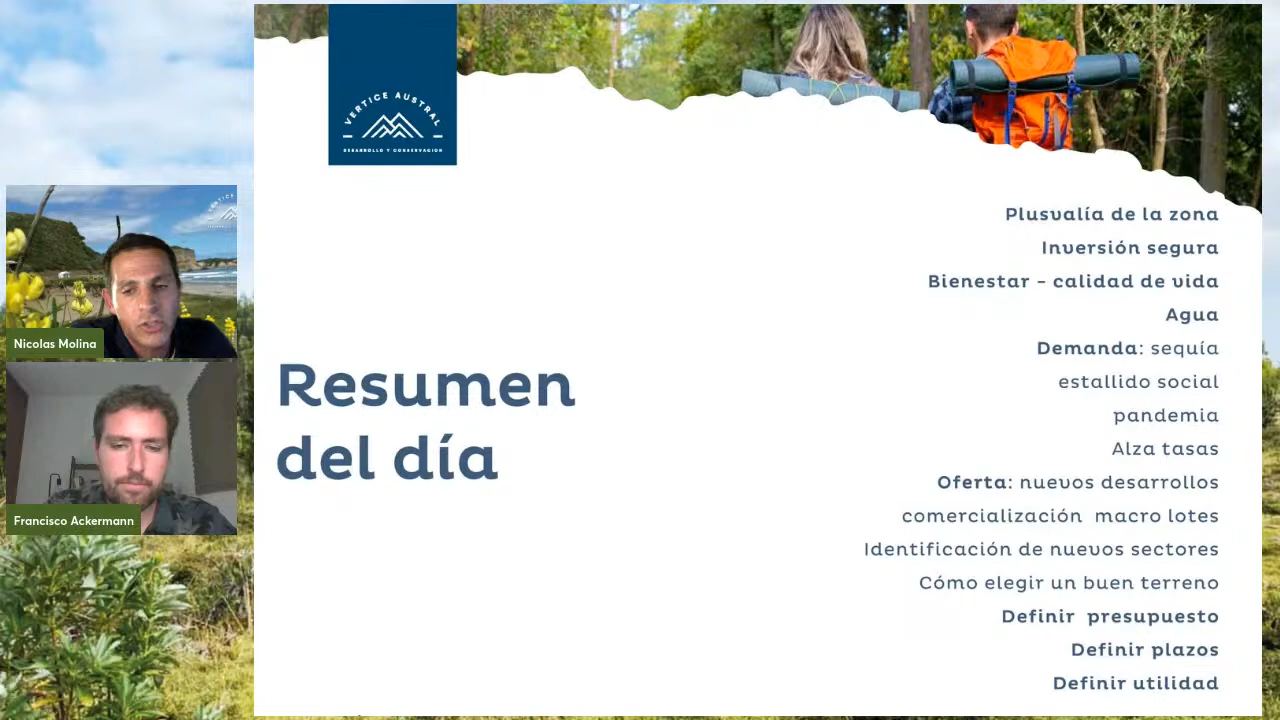 VERTICE AUSTRAL
DESARROLLO Y CONSERVACION
Nicolas Molina
Francisco Ackermann
Resumen
del día
Plusvalía de la zona
Inversión segura
Bienestar - calidad de vida
Agua
Demanda: sequía
estallido social
pandemia
Alza tasas
Oferta: nuevos desarrollos
comercialización macro lotes
Identificación de nuevos sectores
Cómo elegir un buen terreno
Definir presupuesto
Definir plazos
Definir utilidad